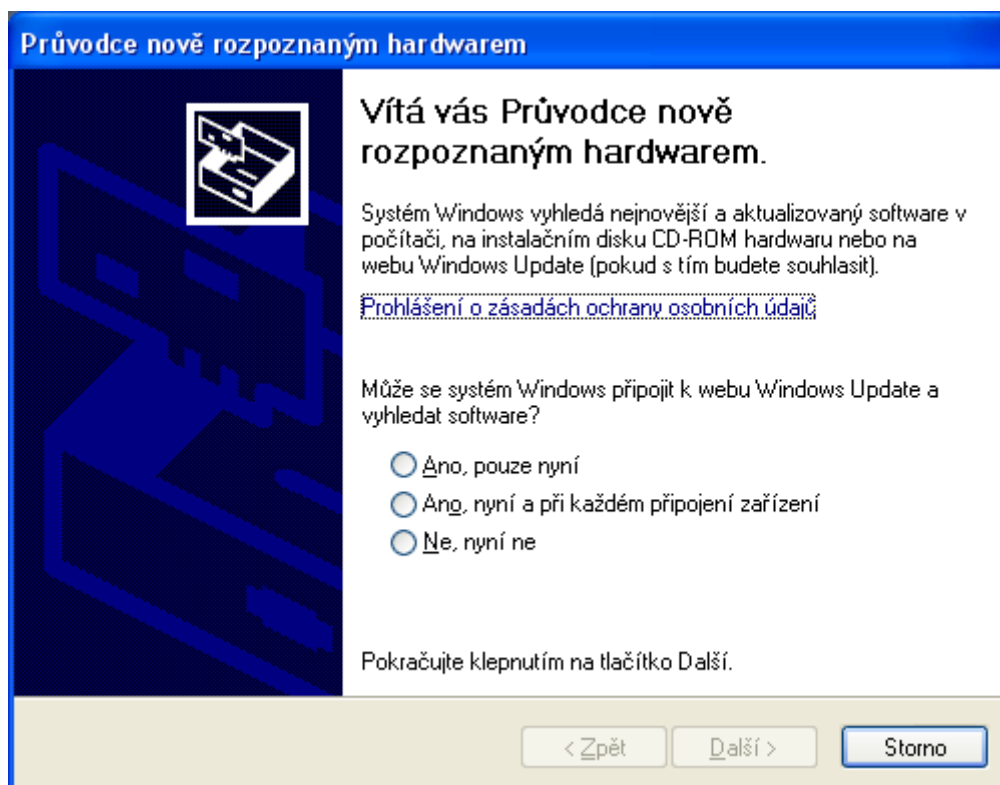 Průvodce nově rozpoznaným hardwarem
Vítá vás Průvodce nově
rozpoznaným hardwarem.
Systém Windows vyhledá nejnovější a aktualizovaný software v
počítači, na instalačním disku CD-ROM hardwaru nebo na
webu Windows Update (pokud s tím budete souhlasit).
Prohlášení o zásadách ochrany osobních údajů
Může se systém Windows připojit k webu Windows Update a
vyhledat software?
Ano, pouze nyní
Ano, nyní a při každém připojení zařízení
Ne, nyní ne
Pokračujte klepnutím na tlačítko Další.
< Zpět
Další >
Storno